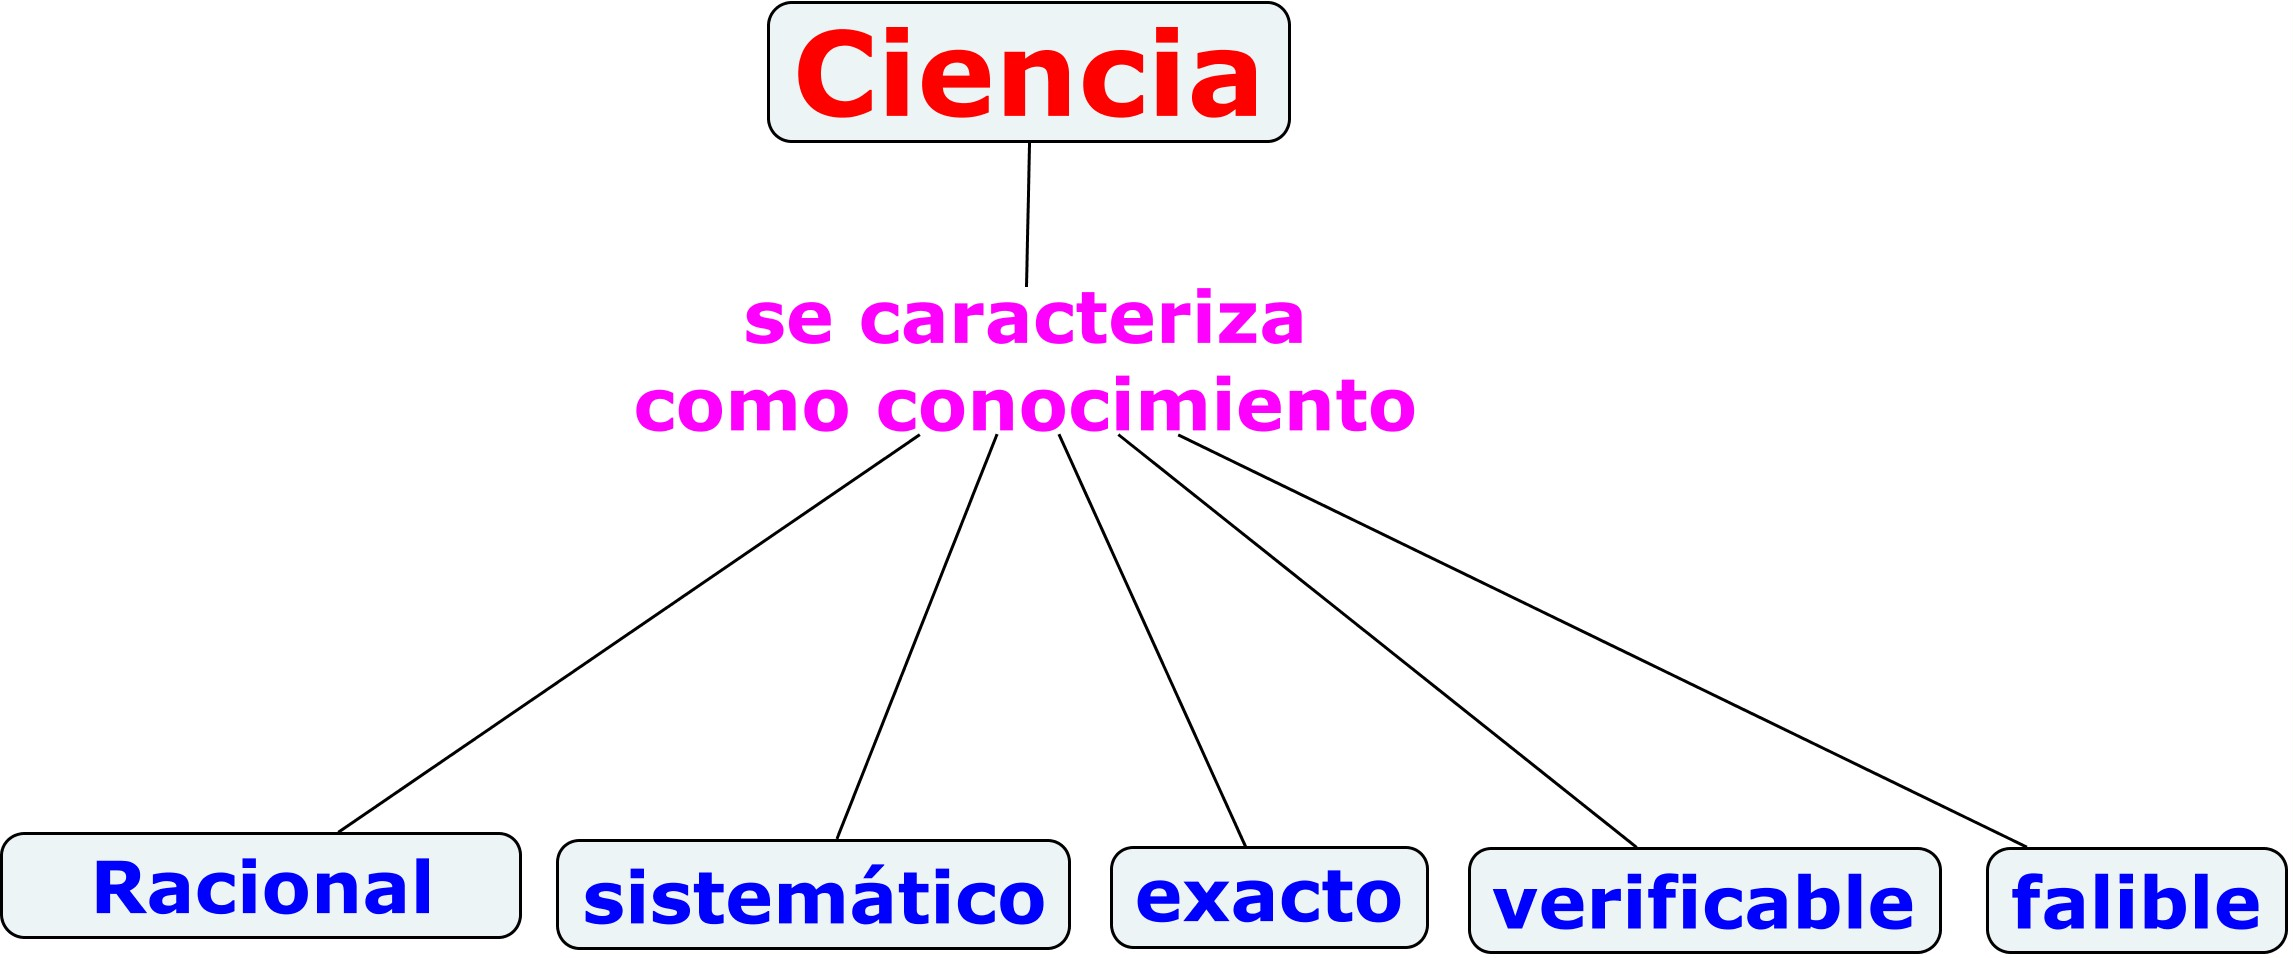 Ciencia
se caracteriza
como conocimiento
Racional
sistemático
exacto
verificable
falible